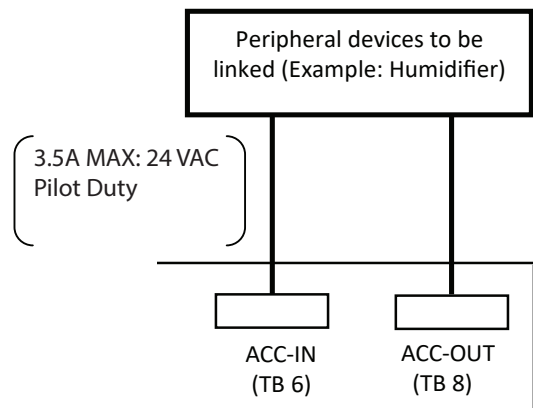 Peripheral devices to be
linked (Example: Humidifier)
3.5A MAX: 24 VAC
Pilot Duty
ACC-IN
(TB 6)
ACC-OUT
(TB 8)